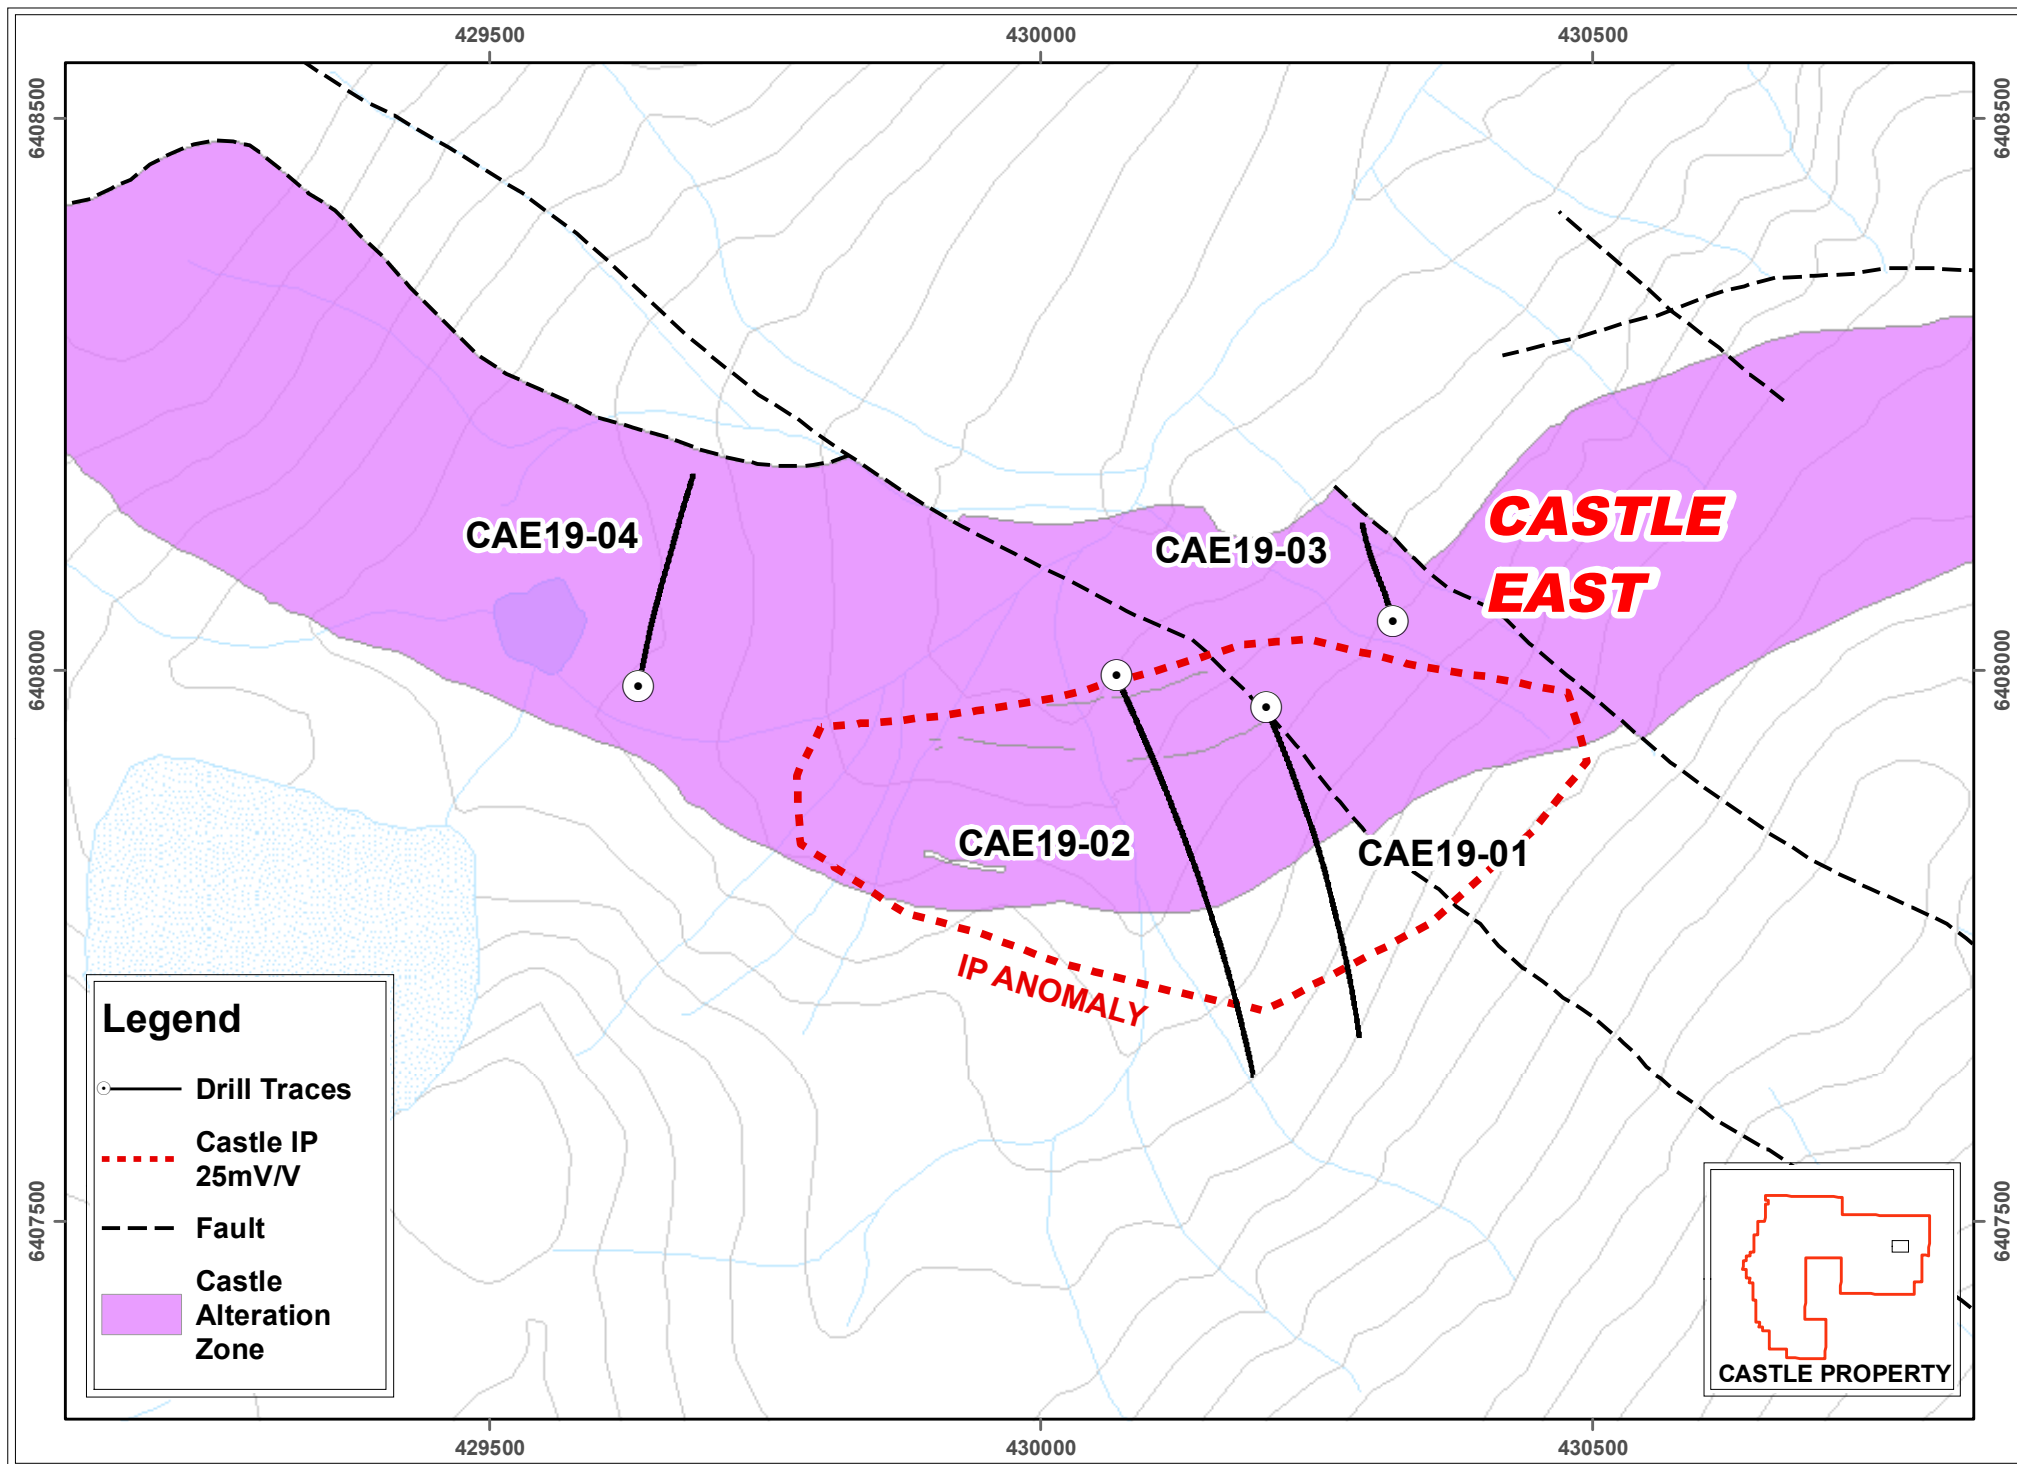 429500 430000 430500
6408500 6408500
CAE19-04
CAE19-03
CASTLE
EAST
6408000 6408000
CAE19-02
CAE19-01
IP ANOMALY
Legend
Drill Traces
Castle IP
25mV/V
Fault
Castle
Alteration
Zone
6407500 6407500
CASTLE PROPERTY
429500 430000 430500